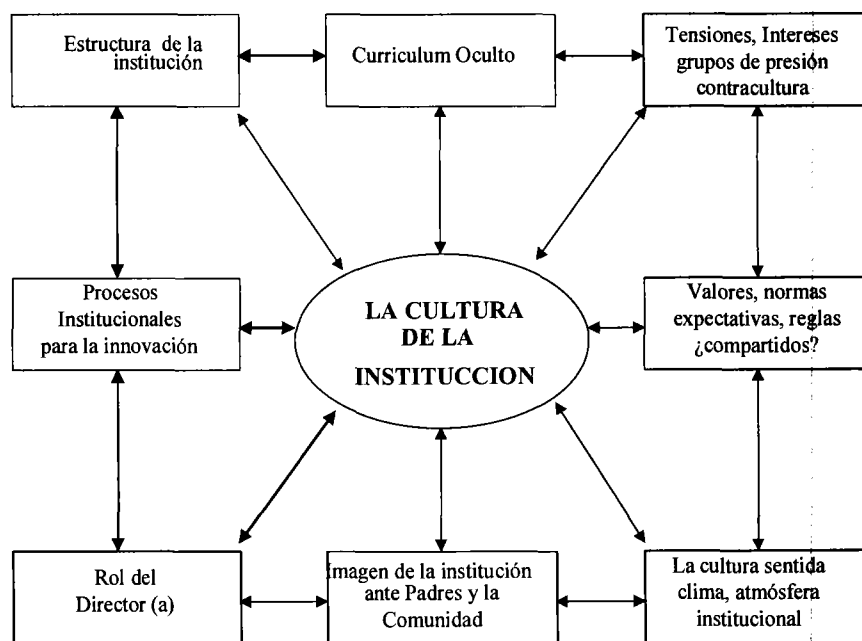 Estructura de la
institución
Curriculum Oculto
Tensiones, Intereses
grupos de presión
contracultura
Procesos
Institucionales
para la innovación
LA CULTURA
DE LA
INSTITUCCION
Valores, normas
expectativas, reglas
¿compartidos?
Rol del
Director (a)
Imagen de la institución
ante Padres y la
Comunidad
La cultura sentida
clima, atmósfera
institucional